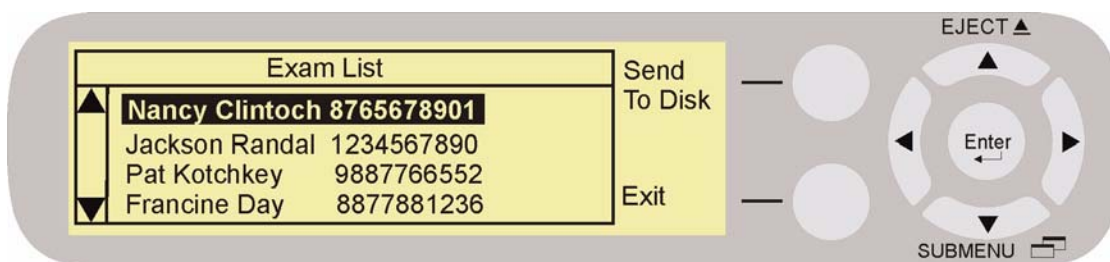 EJECT
Exam List
Send
To Disk
Nancy Clintoch 8765678901
Jackson Randal 1234567890
Pat Kotchkey 9887766552
Francine Day 8877881236
Exit
Enter
SUBMENU